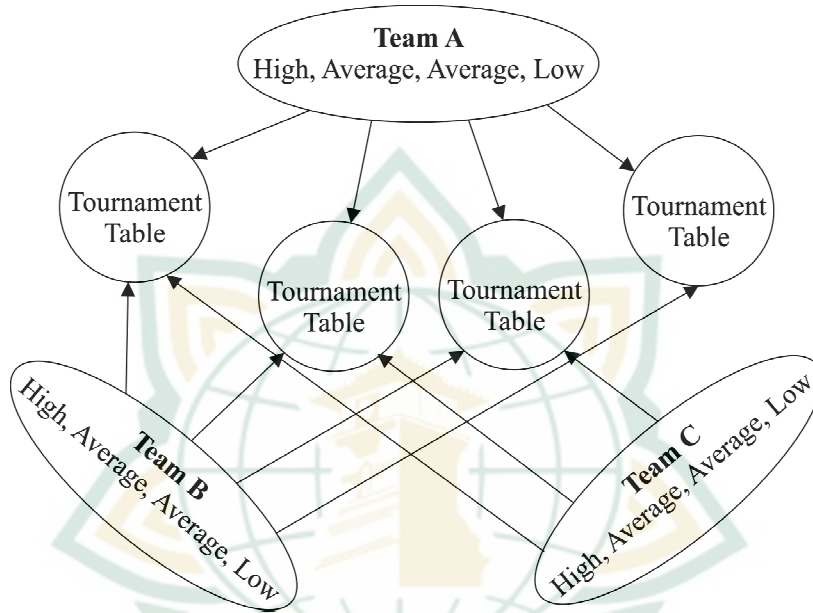 Team A
High, Average, Average, Low
Tournament
Table
Tournament
Table
Tournament
Table
Tournament
Table
Team B
High, Average, Average, Low
Team C
High, Average, Average, Low